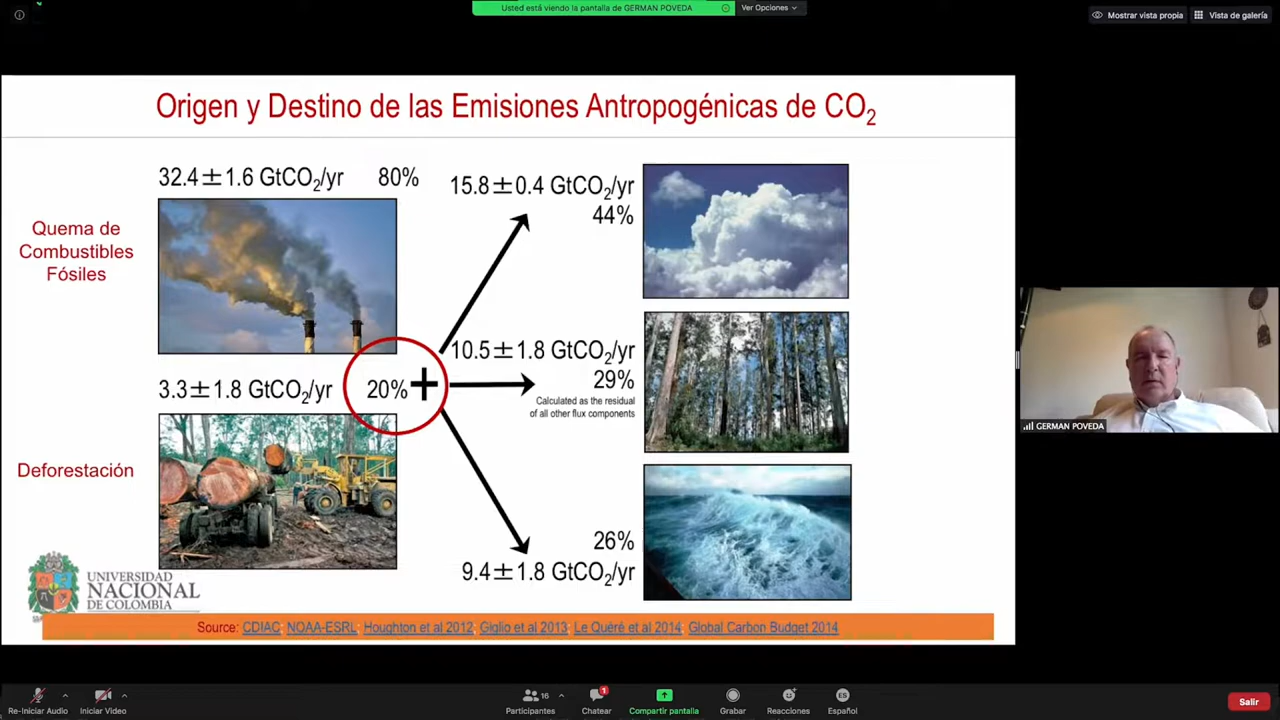 Usted está viendo la pantalla de GERMAN POVEDA
Ver Opciones
Mostrar vista propia
Vista de galería
Origen y Destino de las Emisiones Antropogénicas de CO₂
32.4±1.6 GtCO₂/yr 80%
Quema de
Combustibles
Fósiles
3.3±1.8 GtCO₂/yr 20% +
Deforestación
15.8±0.4 GtCO₂/yr
44%
10.5±1.8 GtCO₂/yr
29%
Calculated as the residual
of all other flux components
26%
9.4±1.8 GtCO₂/yr
UNIVERSIDAD
NACIONAL
DE COLOMBIA
Source: CDIAC; NOAA-ESRL; Houghton et al 2012; Giglio et al 2013; Le Quéré et al 2014; Global Carbon Budget 2014
GERMAN POVEDA
Re-Iniciar Audio
Iniciar Video
16
Participantes
1
Chatear
Compartir pantalla
Grabar
Reacciones
ES
Español
Salir